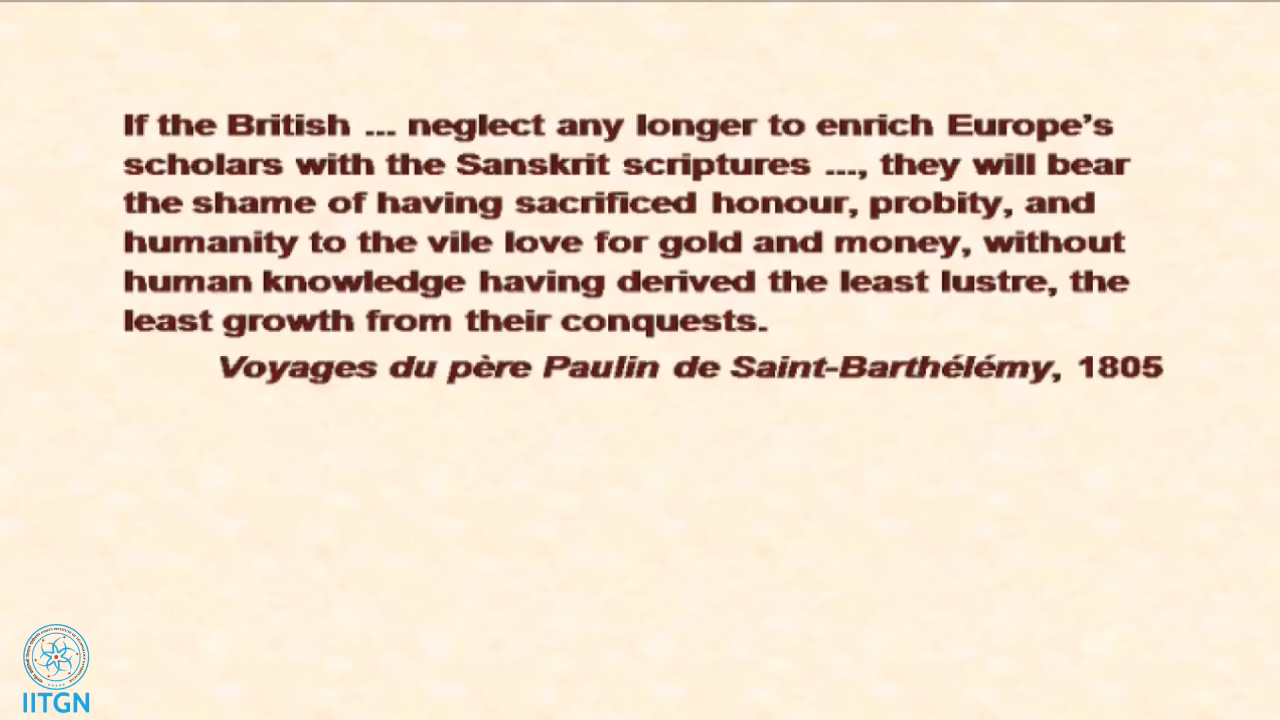 If the British ... neglect any longer to enrich Europe's
scholars with the Sanskrit scriptures ..., they will bear
the shame of having sacrificed honour, probity, and
humanity to the vile love for gold and money, without
human knowledge having derived the least lustre, the
least growth from their conquests.
Voyages du père Paulin de Saint-Barthélémy, 1805
IITGN